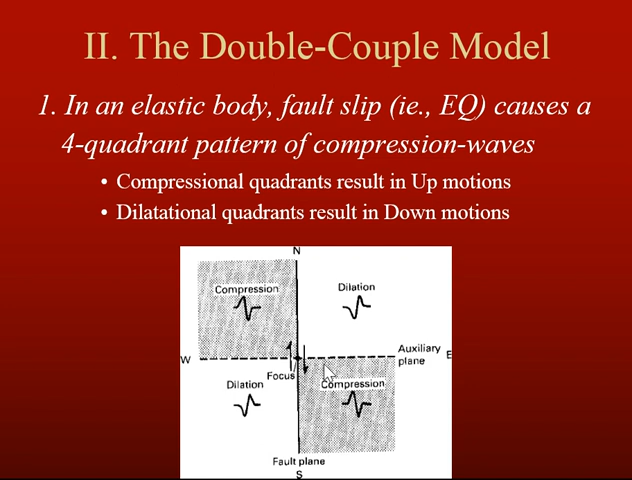 II. The Double-Couple Model
1. In an elastic body, fault slip (ie., EQ) causes a
4-quadrant pattern of compression-waves
• Compressional quadrants result in Up motions
• Dilatational quadrants result in Down motions
N
Compression
Dilation
W
Auxiliary
plane
E
Focus
Dilation
Compression
Fault plane
S